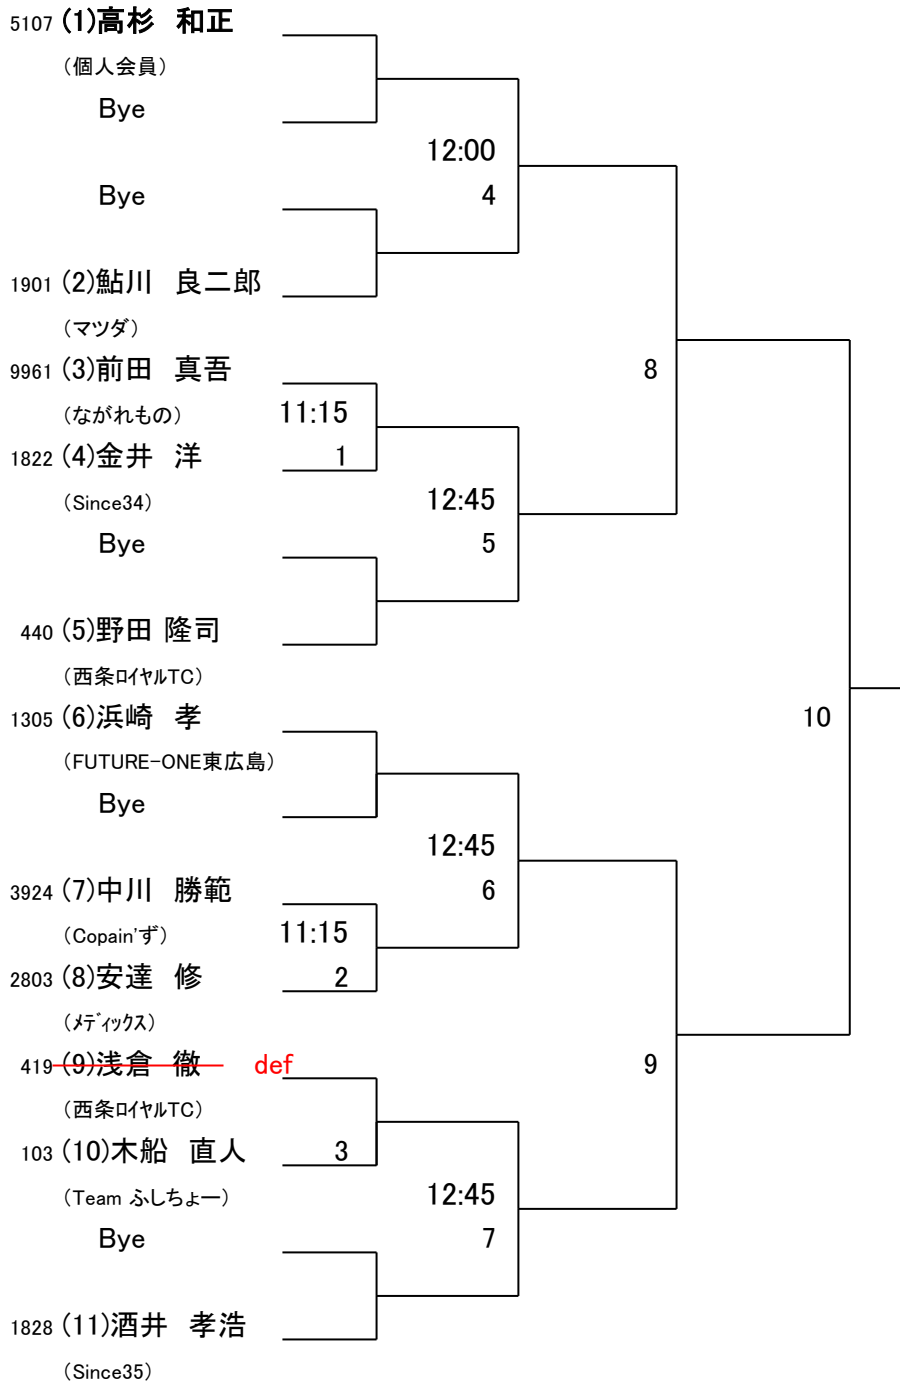 5107 (1)高杉　和正
（個人会員）
Bye
12:00
Bye
4
1901 (2)鮎川　良二郎
（マツダ）
9961 (3)前田　真吾
8
（ながれもの）
11:15
1822 (4)金井　洋
1
（Since34）
12:45
Bye
5
440 (5)野田 隆司
（西条ﾛｲﾔﾙTC）
1305 (6)浜崎　孝
10
（FUTURE-ONE東広島）
Bye
12:45
3924 (7)中川　勝範
6
（Copain'ず）
11:15
2803 (8)安達　修
2
（ﾒﾃﾞｨックス）
419 (9)浅倉　徹
def
9
（西条ﾛｲﾔﾙTC）
103 (10)木船　直人
3
（Team ふしちょー）
12:45
Bye
7
1828 (11)酒井　孝浩
（Since35）